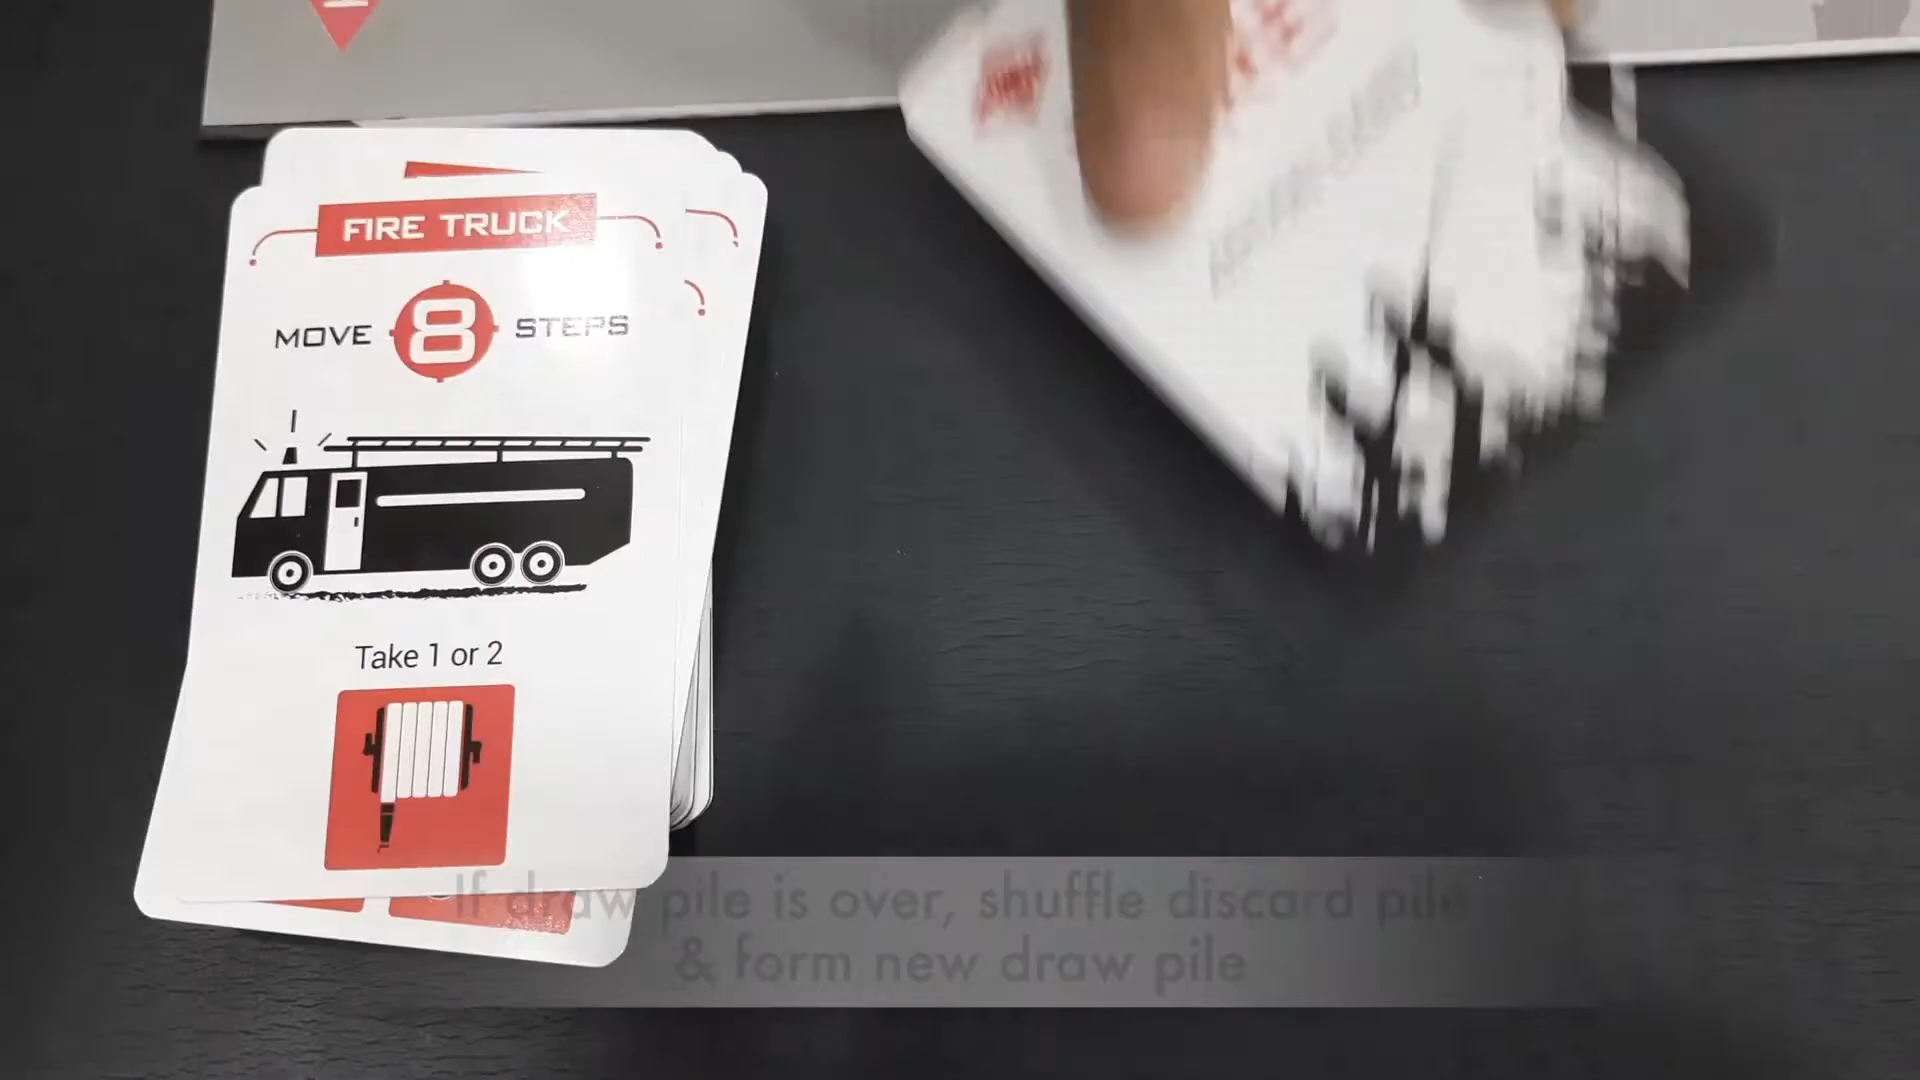 FIRE TRUCK
MOVE 8 STEPS
Take 1 or 2
If draw pile is over, shuffle discard pile
& form new draw pile